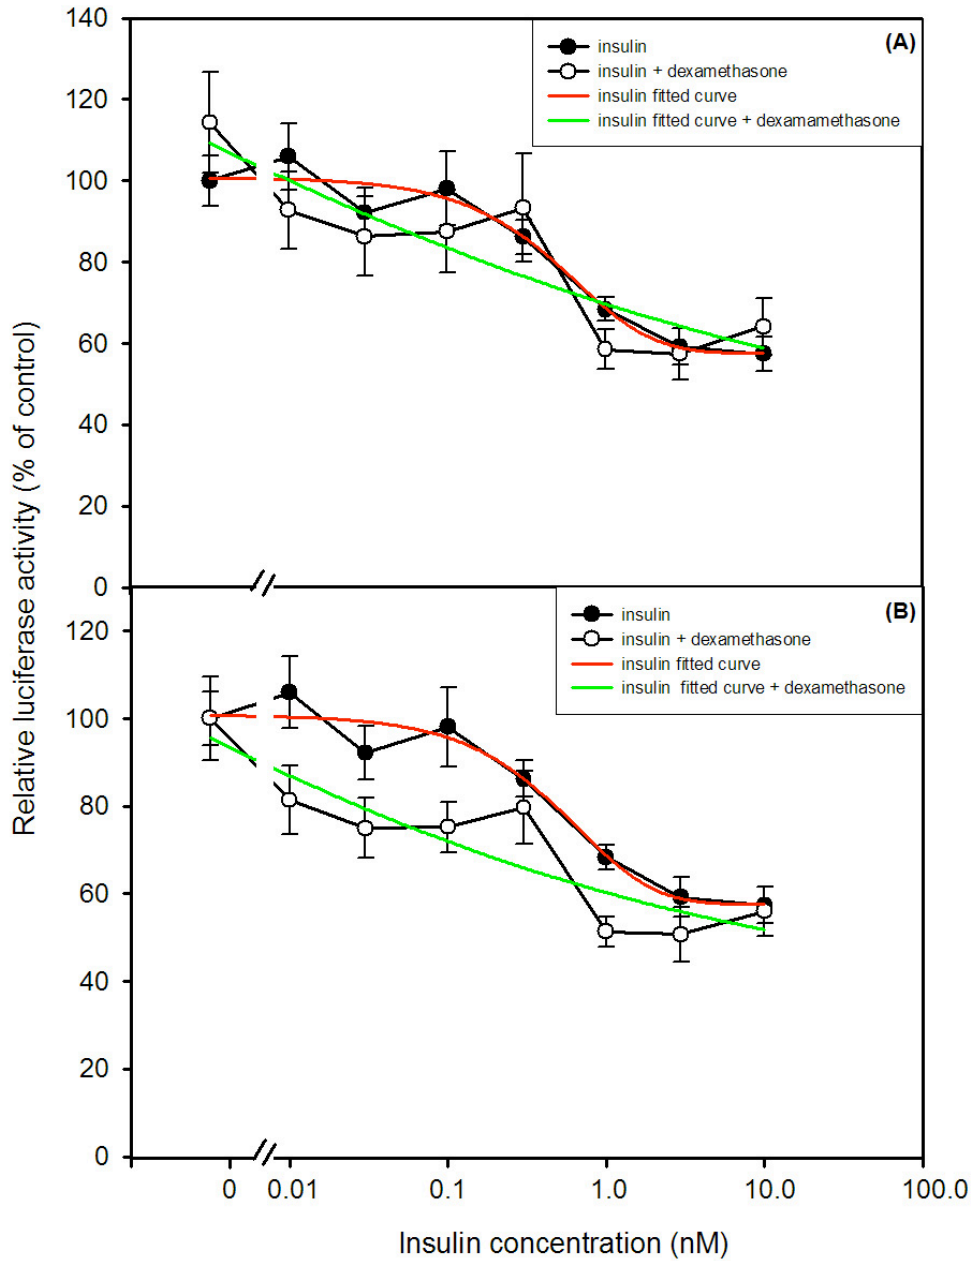 140
120
100
80
60
40
20
0
(A)
insulin
insulin + dexamethasone
insulin fitted curve
insulin fitted curve + dexamamethasone
Relative luciferase activity (% of control)
120
100
80
60
40
20
0
(B)
insulin
insulin + dexamethasone
insulin fitted curve
insulin fitted curve + dexamethasone
0 0.01 0.1 1.0 10.0 100.0
Insulin concentration (nM)